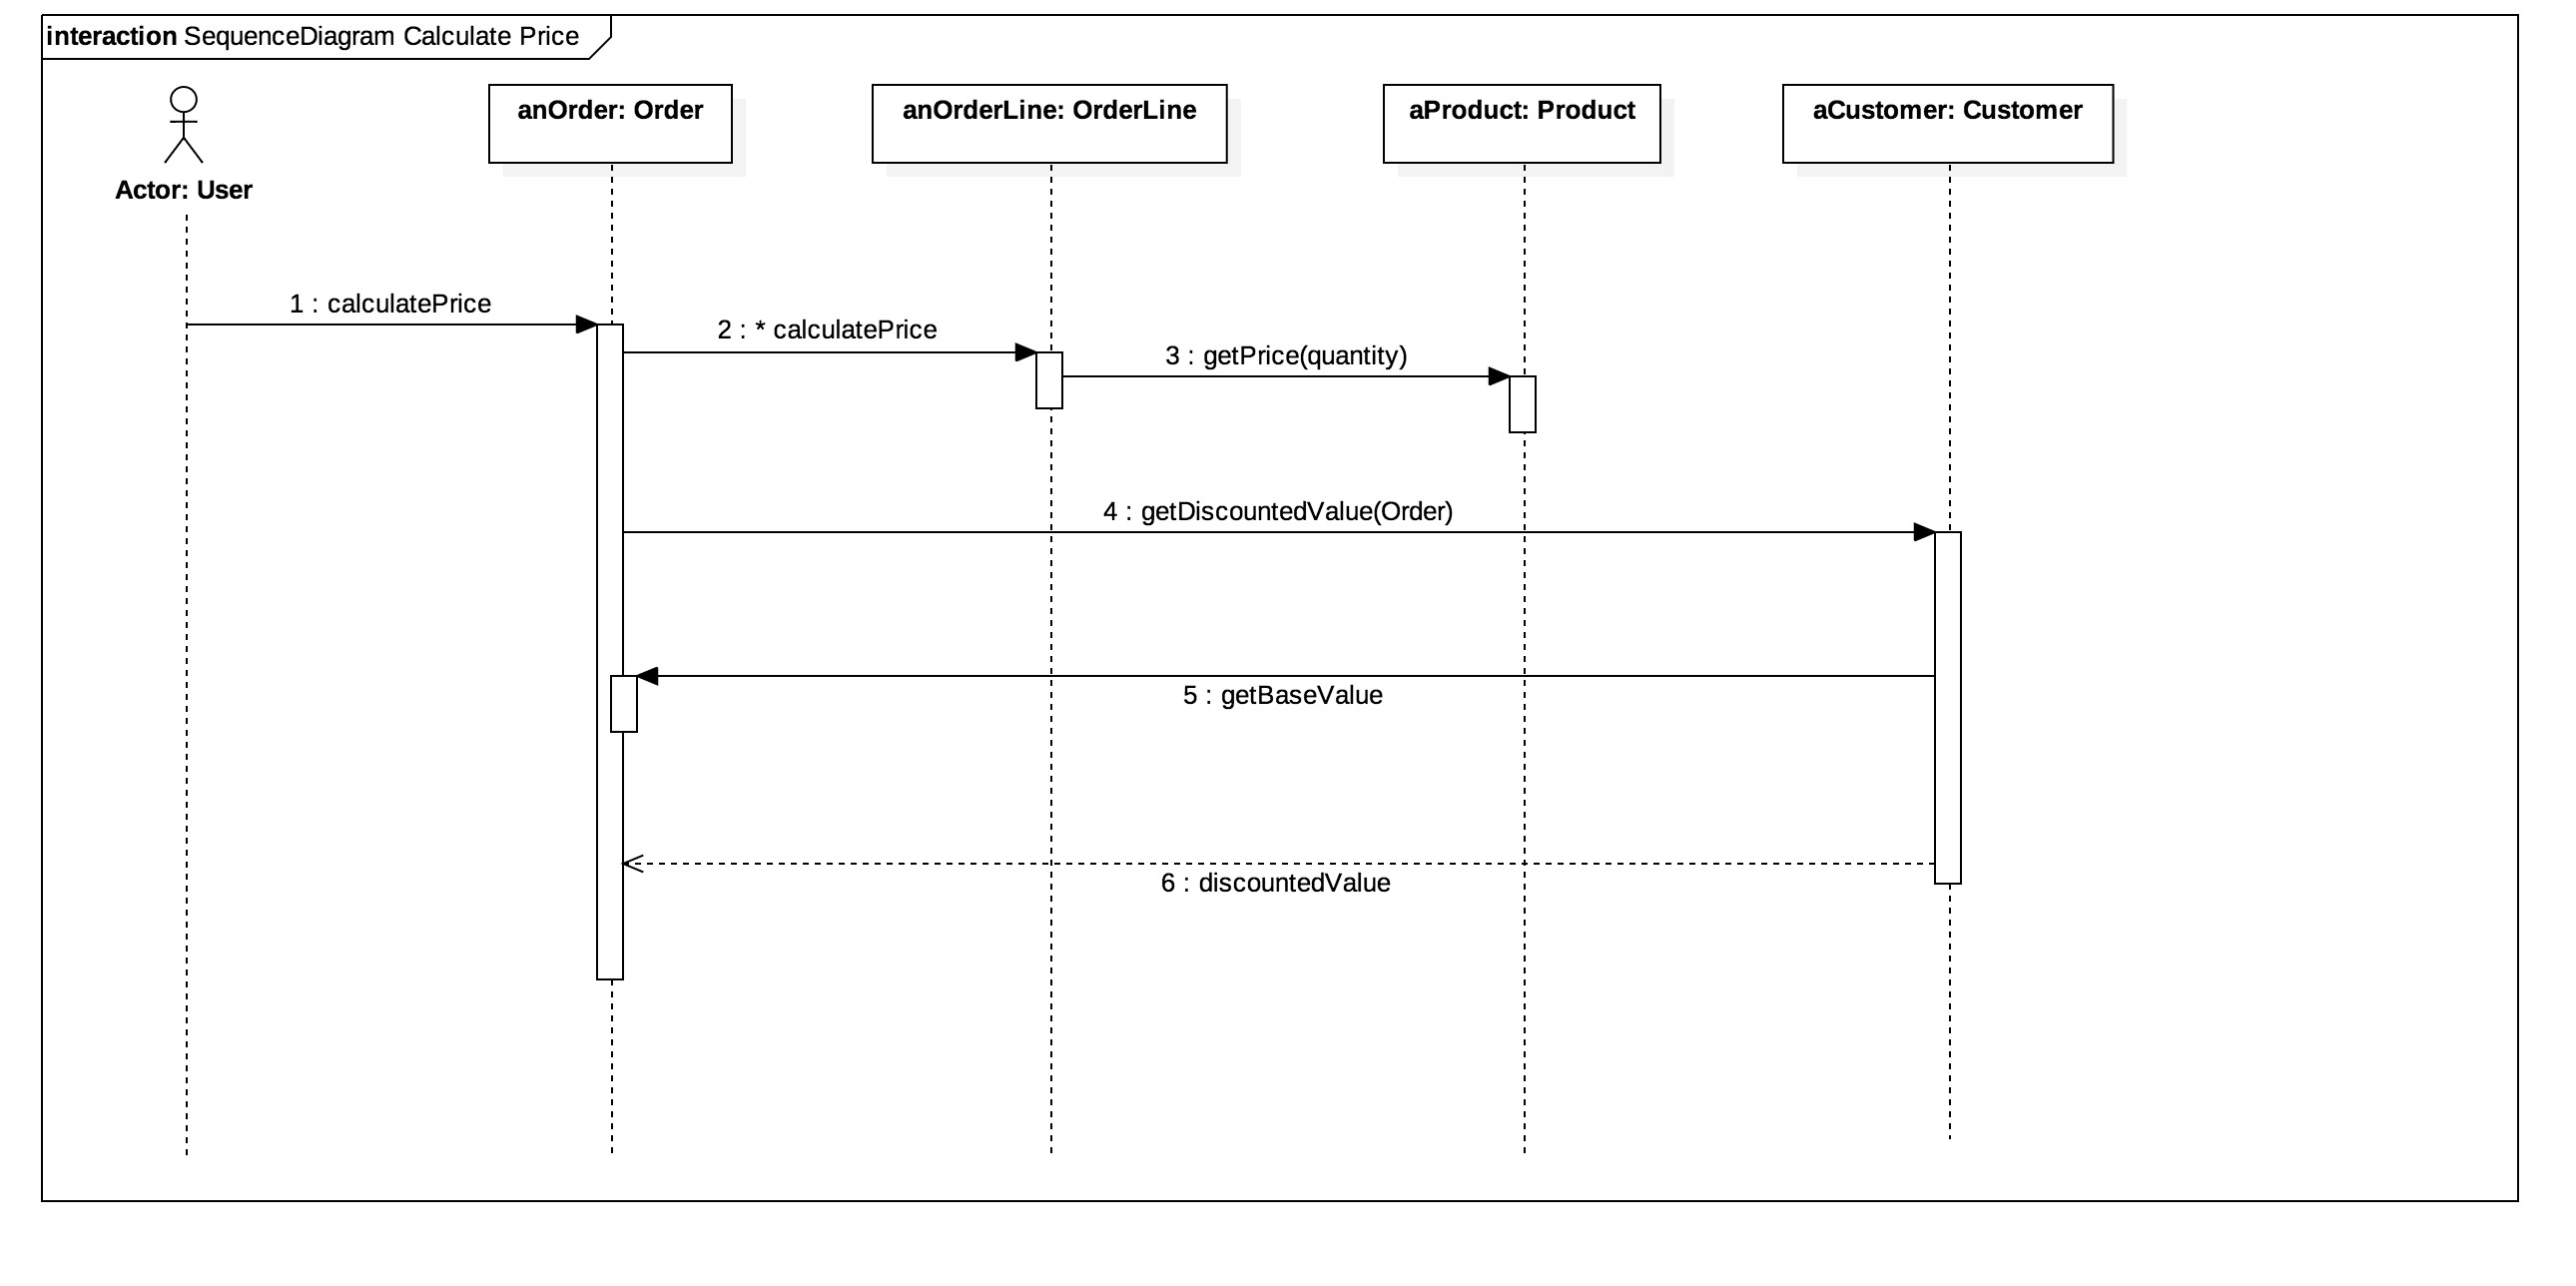 interaction SequenceDiagram Calculate Price
anOrder: Order
anOrderLine: OrderLine
aProduct: Product
aCustomer: Customer
Actor: User
1 : calculatePrice
2 : * calculatePrice
3 : getPrice(quantity)
4 : getDiscountedValue(Order)
5 : getBaseValue
6 : discountedValue